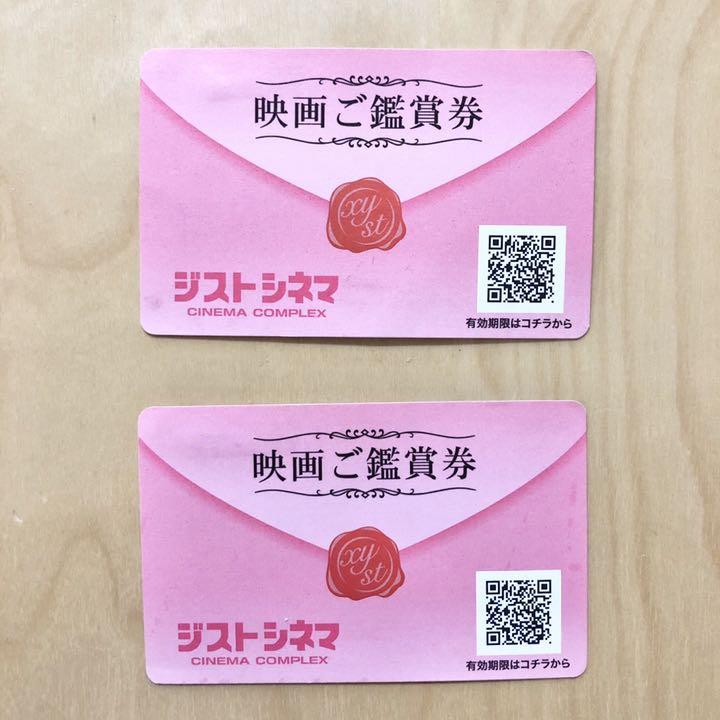 映画ご鑑賞券
xy
st
ジストシネマ
CINEMA COMPLEX
有効期限はコチラから
映画ご鑑賞券
xy
st
ジストシネマ
CINEMA COMPLEX
有効期限はコチラから